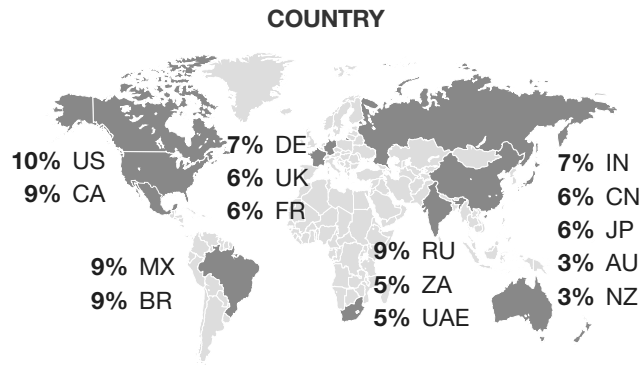 COUNTRY
10% US
9% CA
7% DE
6% UK
6% FR
9% MX
9% BR
9% RU
5% ZA
5% UAE
7% IN
6% CN
6% JP
3% AU
3% NZ